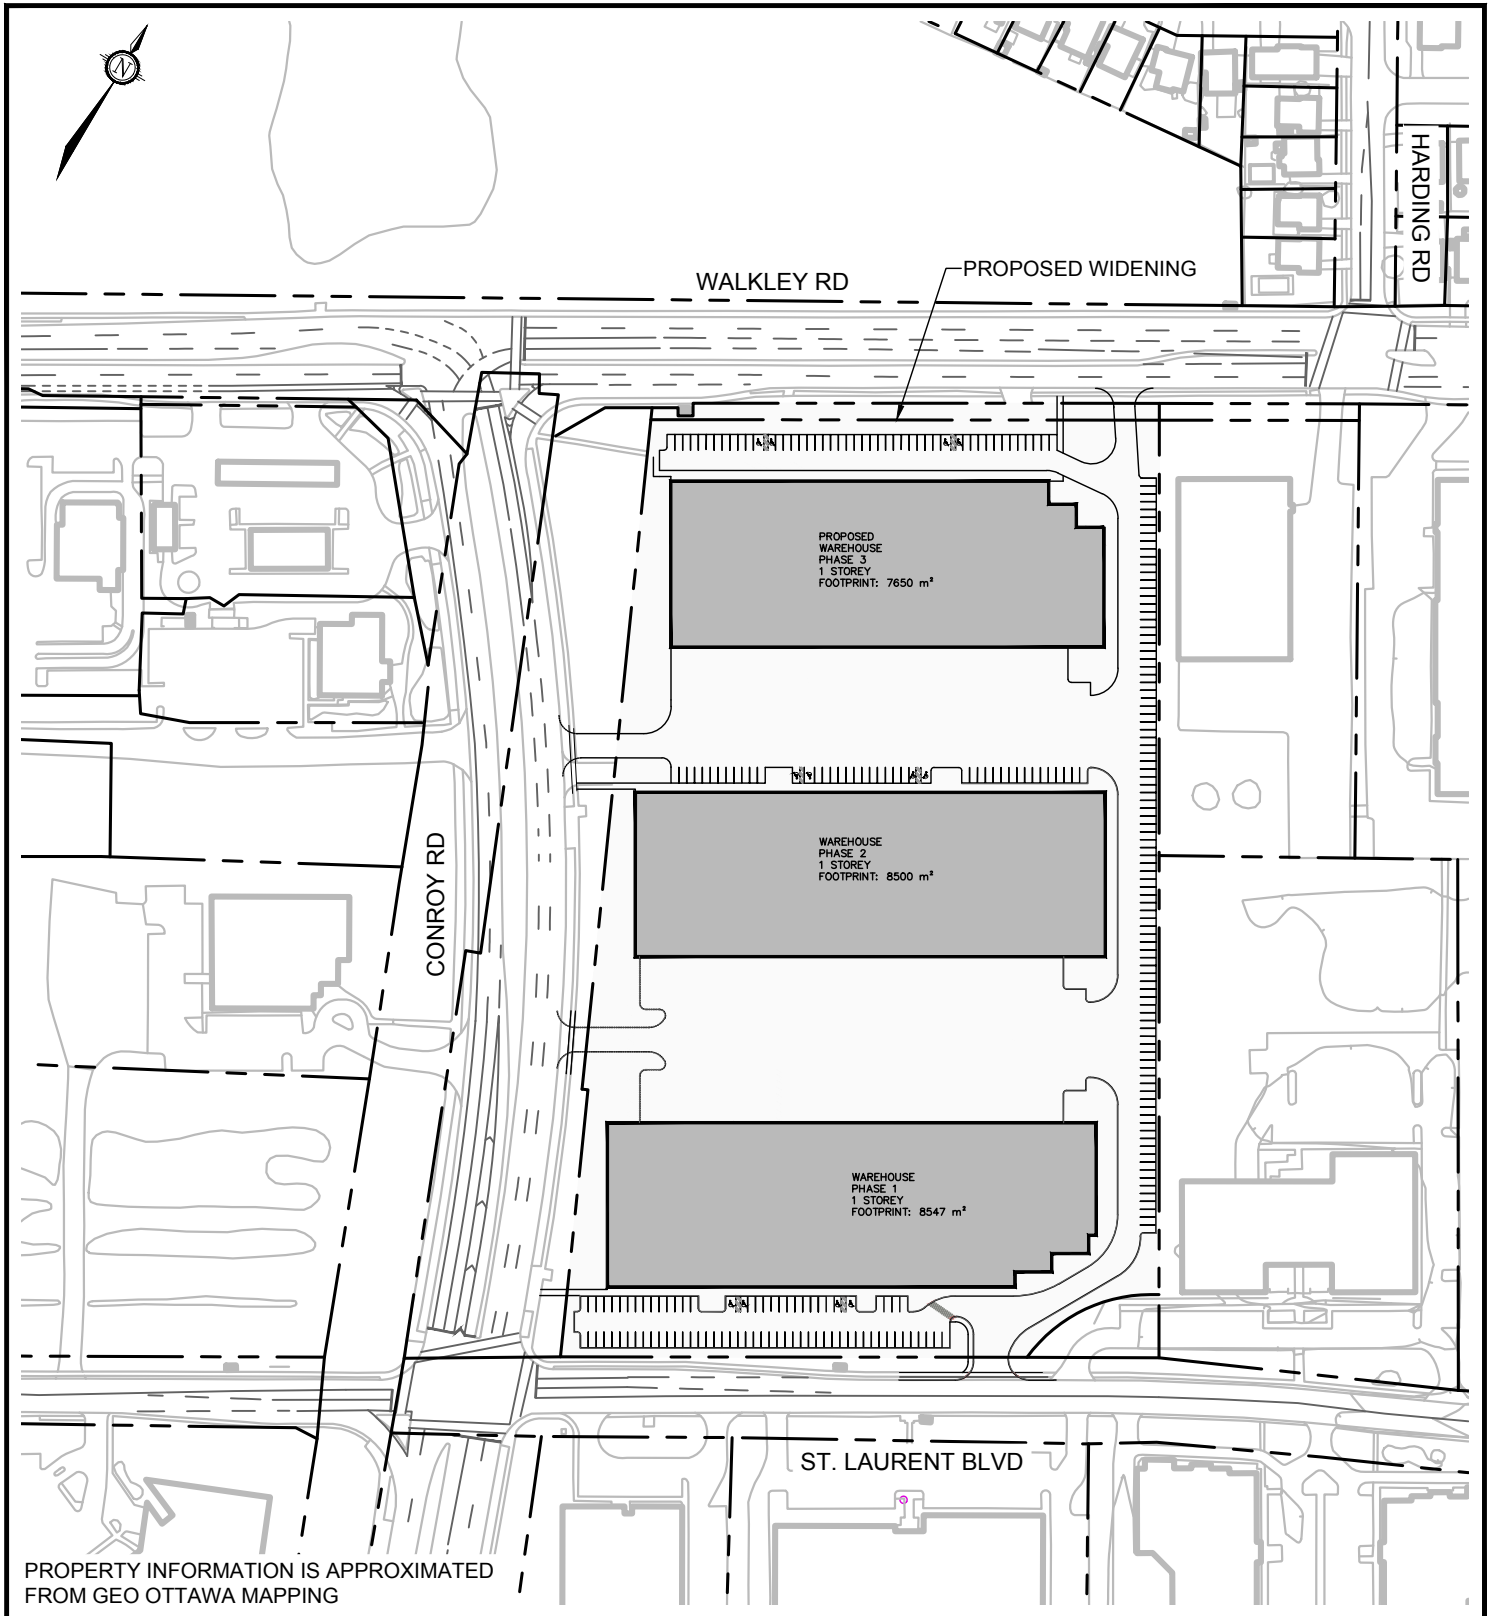 N
HARDING RD
WALKLEY RD
PROPOSED WIDENING
PROPOSED
WAREHOUSE
PHASE 3
1 STOREY
FOOTPRINT: 7650 m²
WAREHOUSE
PHASE 2
1 STOREY
FOOTPRINT: 8500 m²
CONROY RD
WAREHOUSE
PHASE 1
1 STOREY
FOOTPRINT: 8547 m²
ST. LAURENT BLVD
PROPERTY INFORMATION IS APPROXIMATED
FROM GEO OTTAWA MAPPING